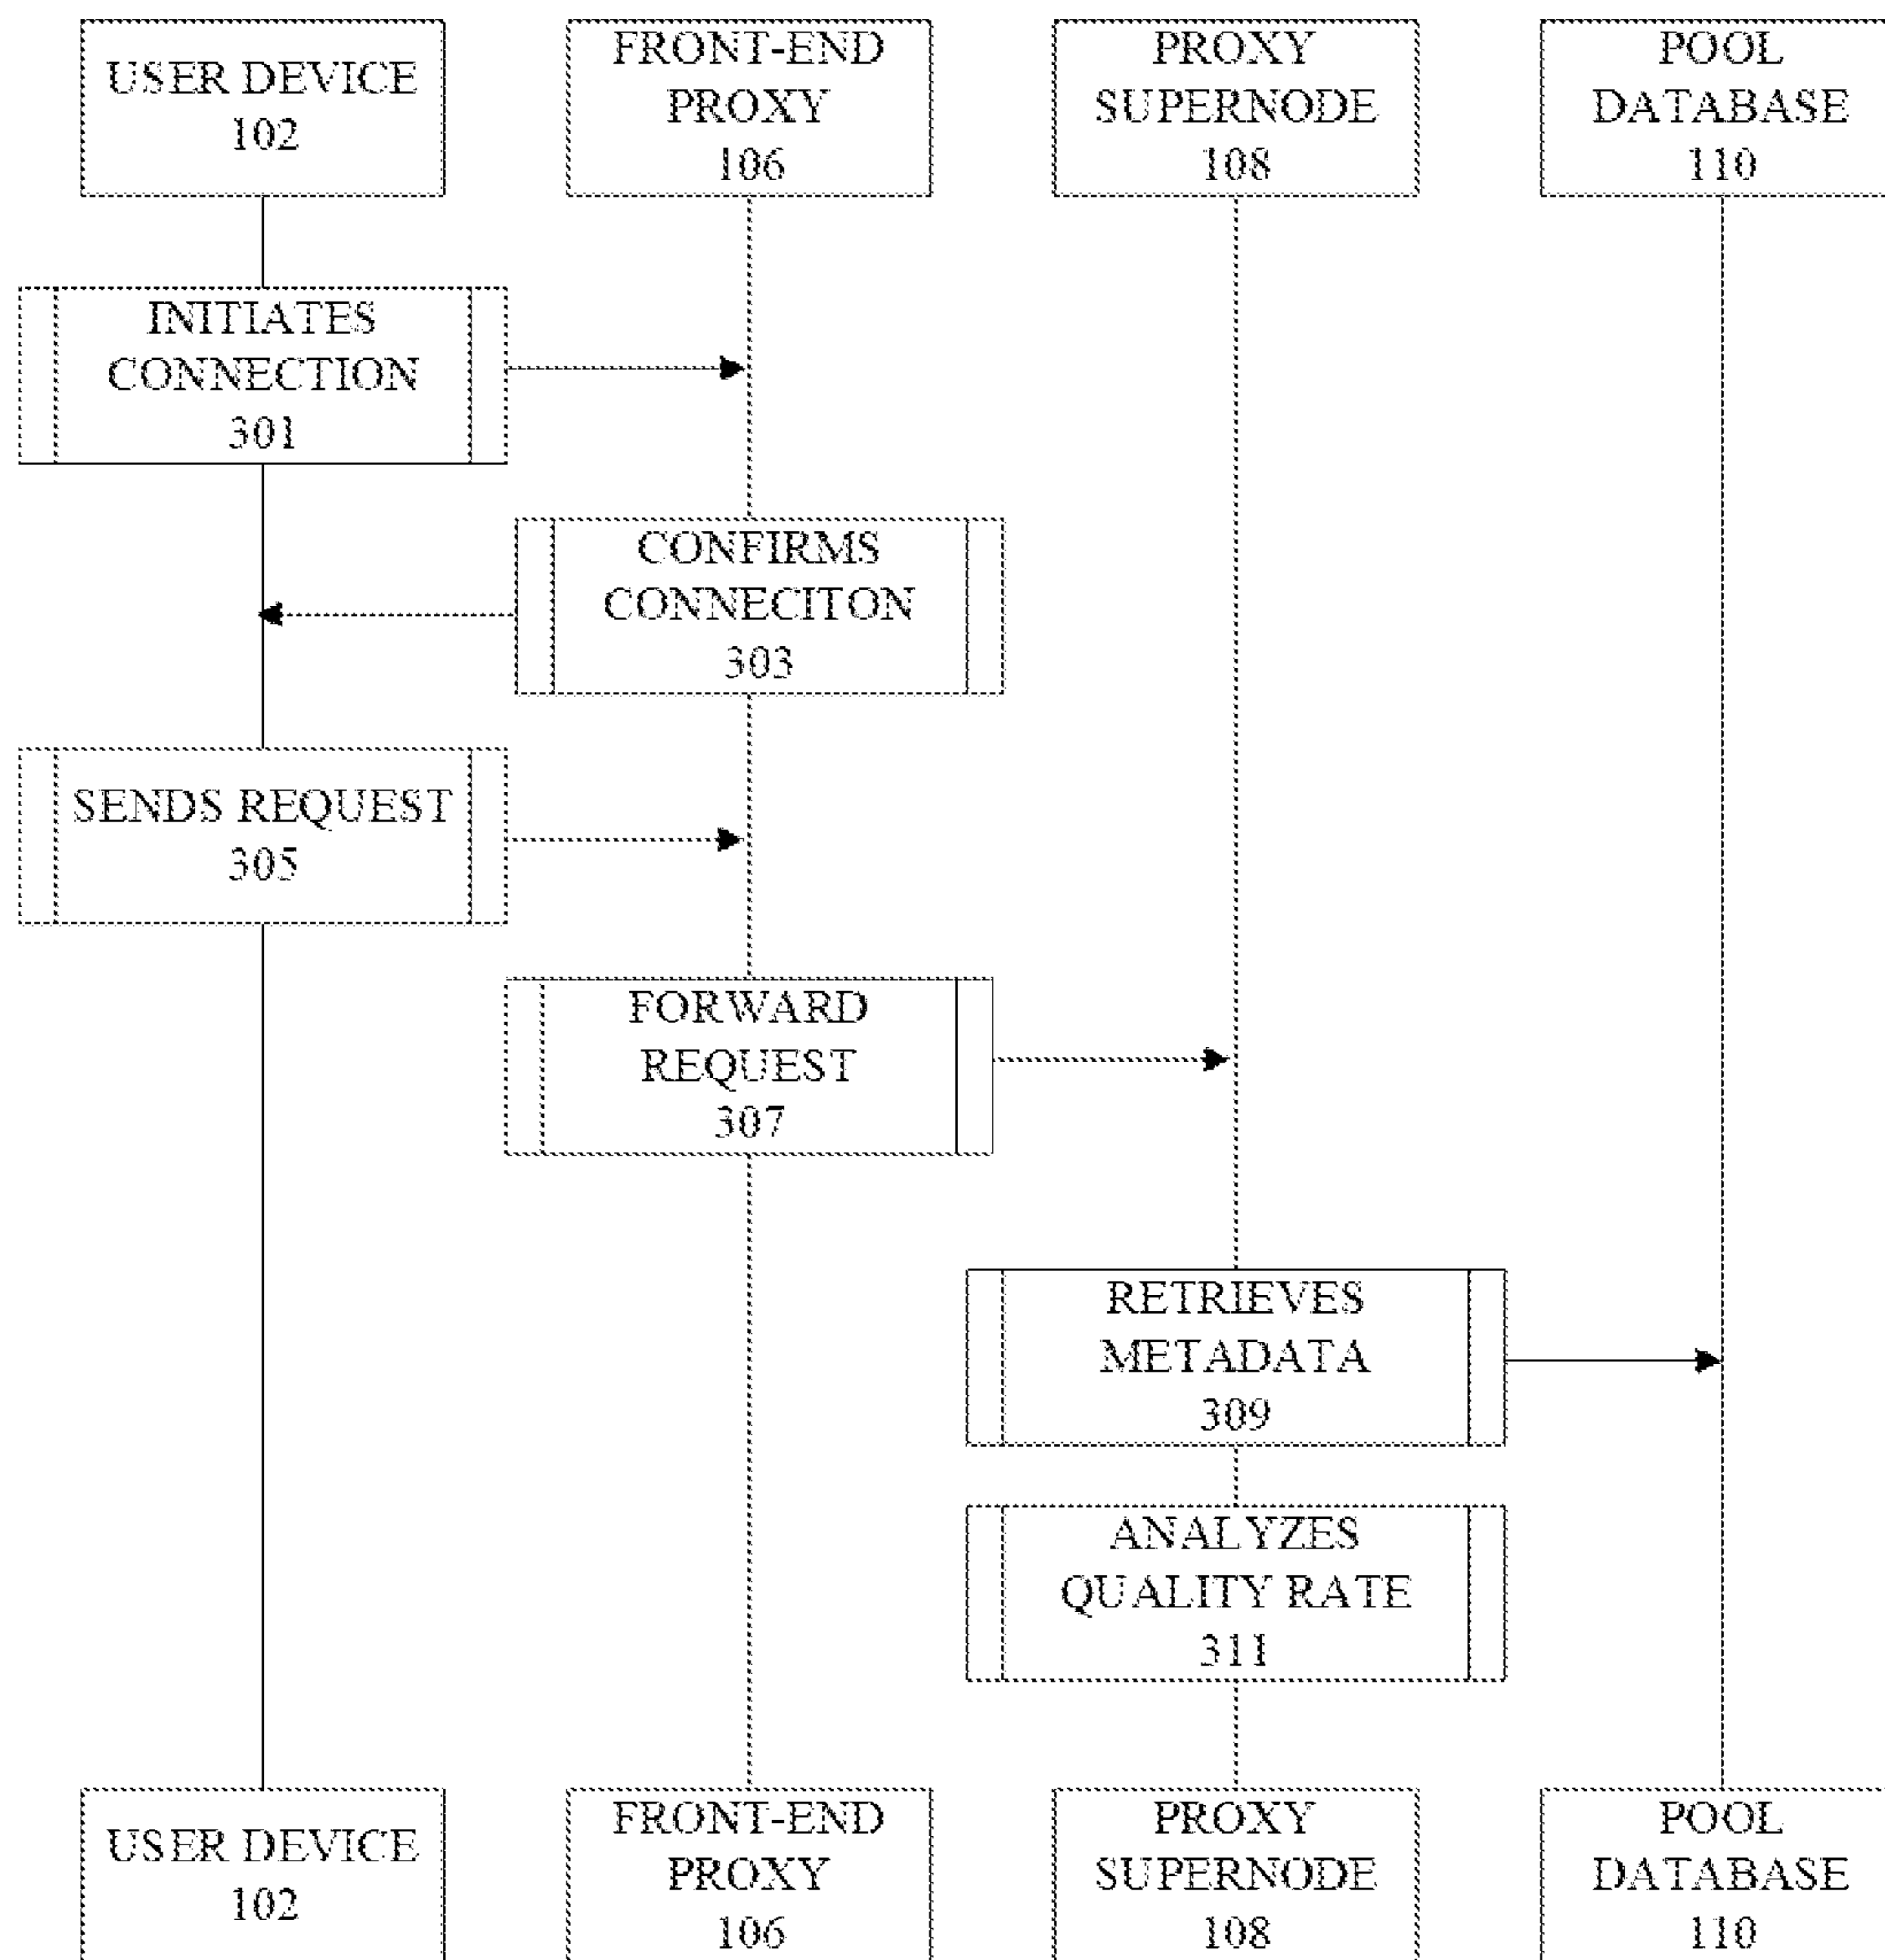 USER DEVICE
102
FRONT-END
PROXY
106
PROXY
SUPERNODE
108
POOL
DATABASE
110
INITIATES
CONNECTION
301
CONFIRMS
CONNECITON
303
SENDS REQUEST
305
FORWARD
REQUEST
307
RETRIEVES
METADATA
309
ANALYZES
QUALITY RATE
311
USER DEVICE
102
FRONT-END
PROXY
106
PROXY
SUPERNODE
108
POOL
DATABASE
110